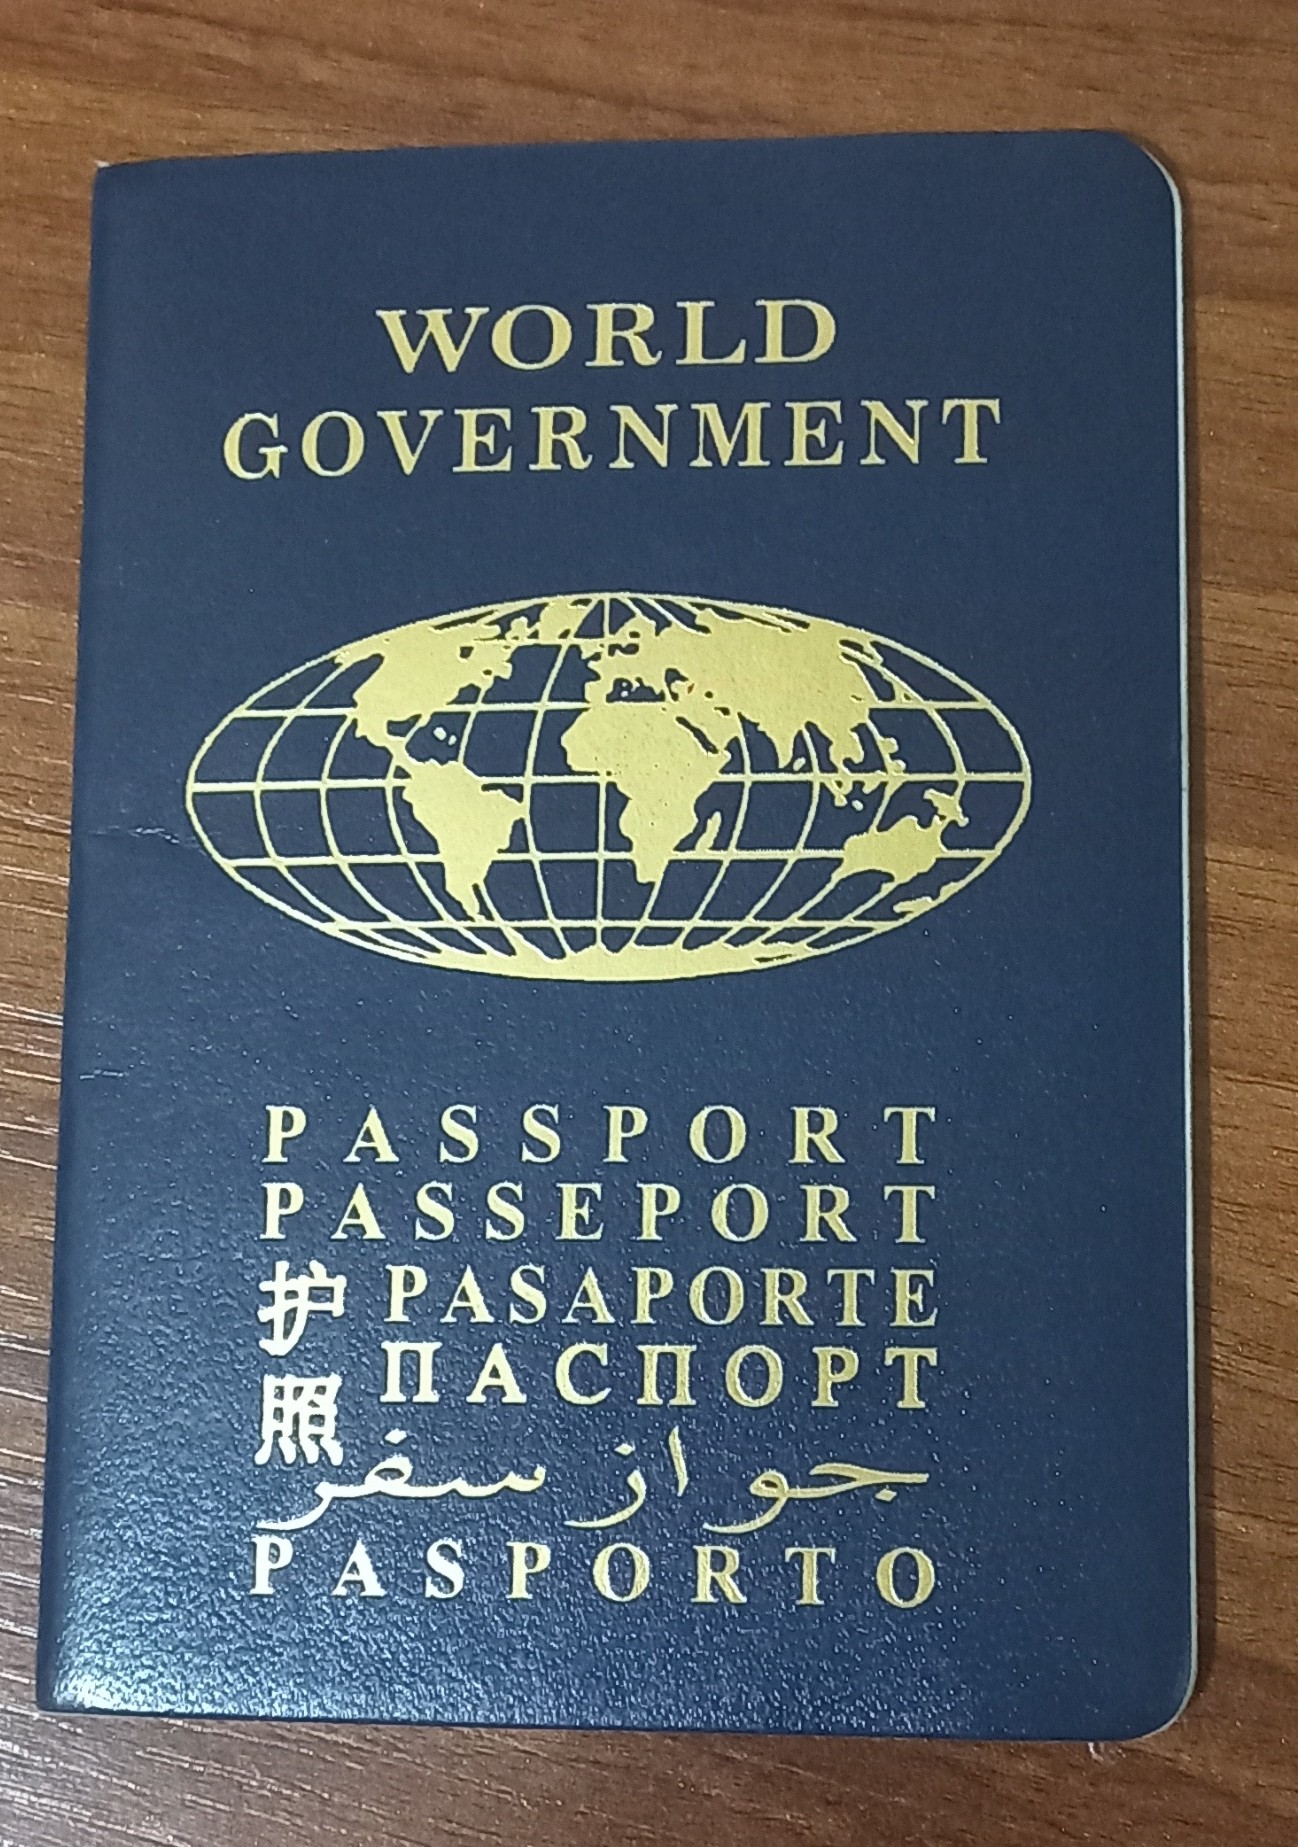 WORLD
GOVERNMENT
PASSPORT
PASSEPORT
护照
PASAPORTE
ПАСПОРТ
جواز سفر
PASPORTO